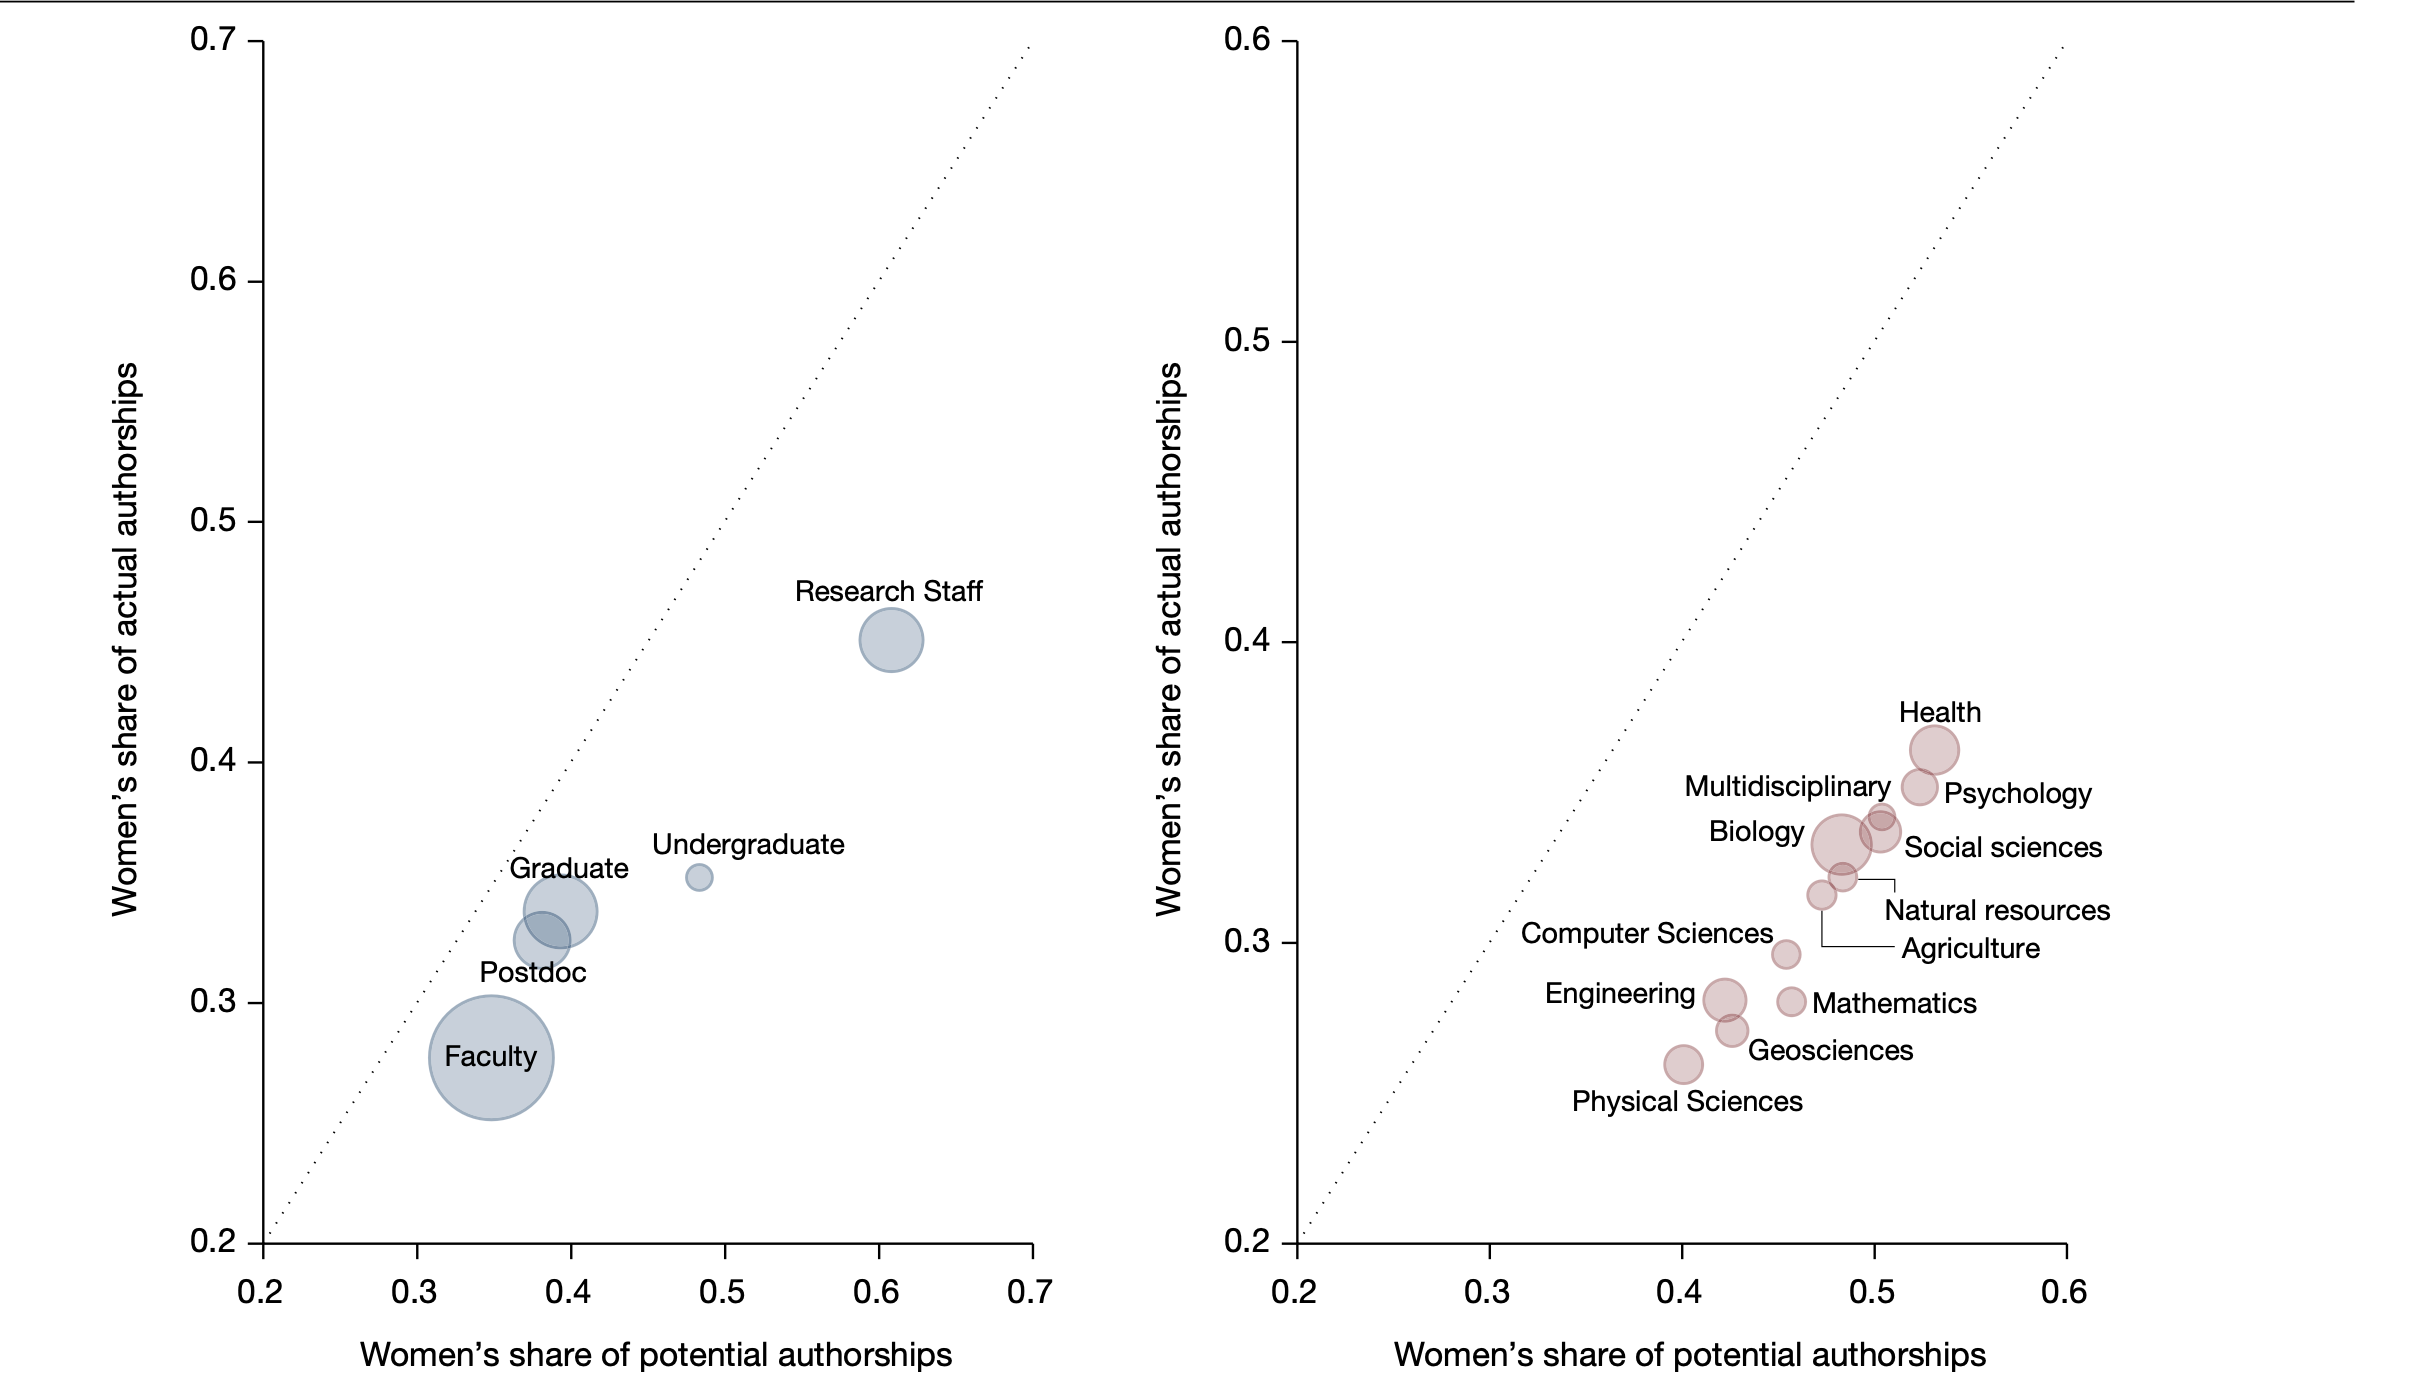 0.7
0.6
0.5
0.4
0.3
0.2
0.2 0.3 0.4 0.5 0.6 0.7
Women’s share of actual authorships
Women’s share of potential authorships
Research Staff
Undergraduate
Graduate
Postdoc
Faculty
0.6
0.5
0.4
0.3
0.2
0.2 0.3 0.4 0.5 0.6
Women’s share of actual authorships
Women’s share of potential authorships
Health
Multidisciplinary
Psychology
Biology
Social sciences
Natural resources
Computer Sciences
Agriculture
Engineering
Mathematics
Geosciences
Physical Sciences